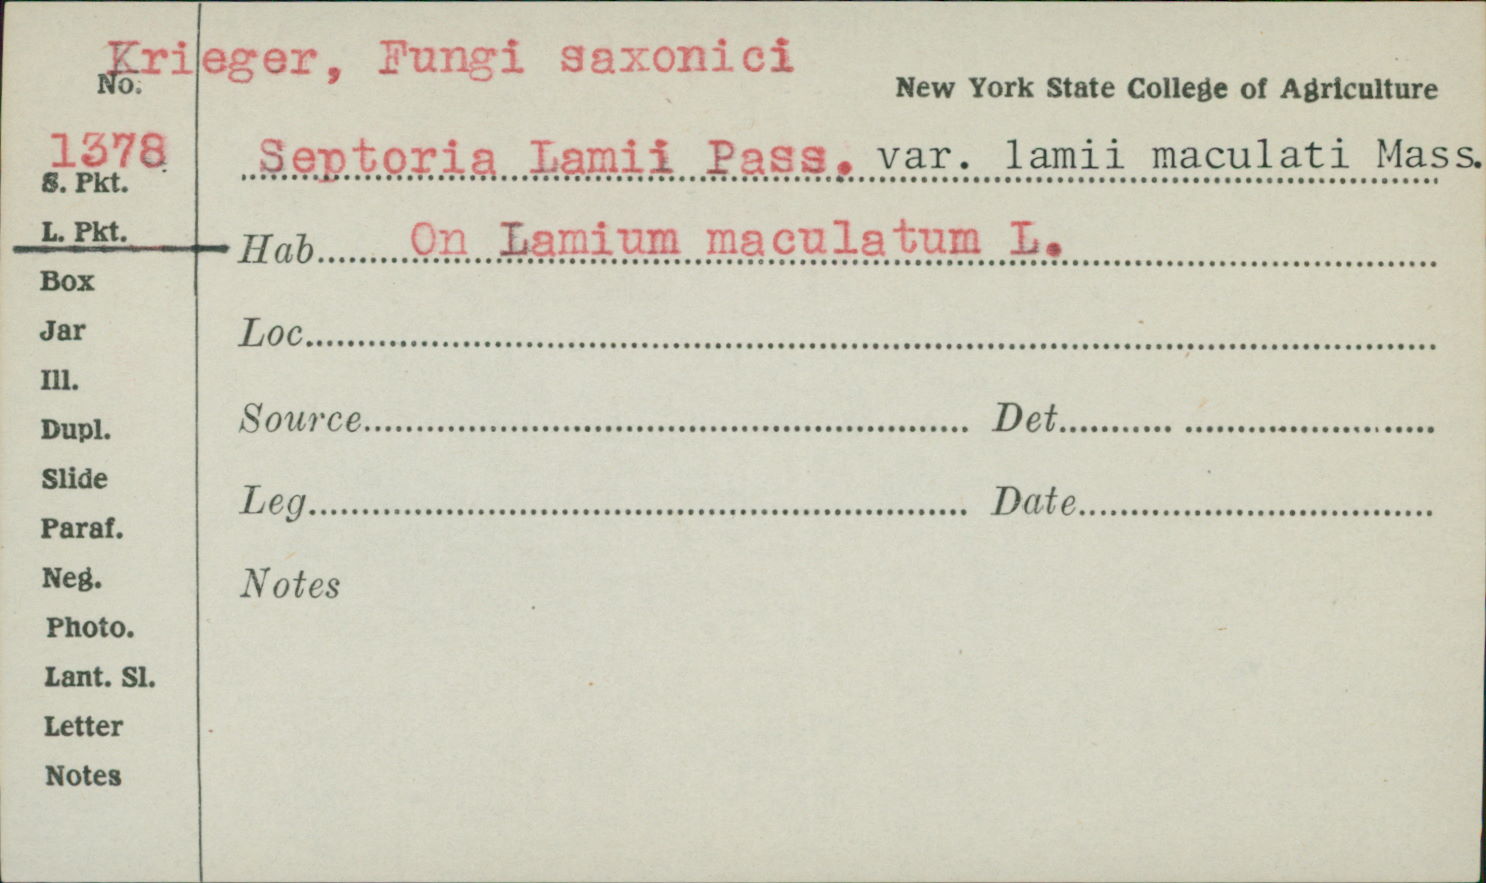 Krieger, Fungi saxonici
No.
New York State College of Agriculture
1378
Septoria Lamii Pass. var. lamii maculati Mass.
S. Pkt.
L. Pkt.
Hab. On Lamium maculatum L.
Box
Jar
Loc.
Ill.
Dupl.
Source Det.
Slide
Leg. Date
Paraf.
Neg.
Notes
Photo.
Lant. Sl.
Letter
Notes